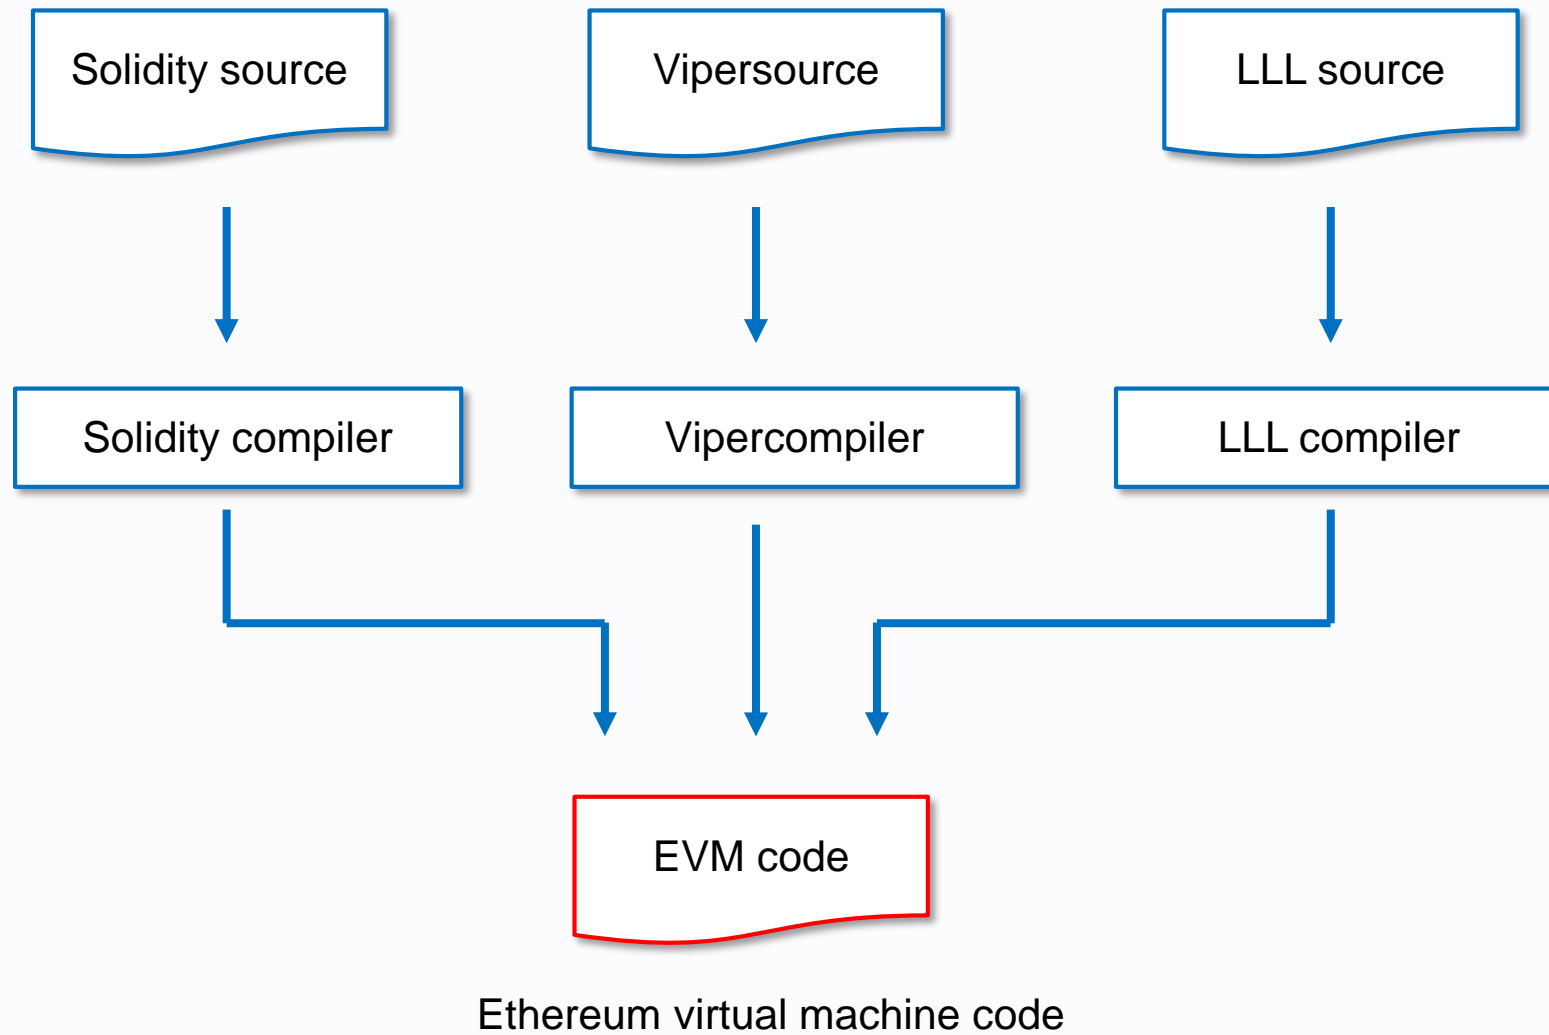 Solidity source
Vipersource
LLL source
Solidity compiler
Vipercompiler
LLL compiler
EVM code
Ethereum virtual machine code